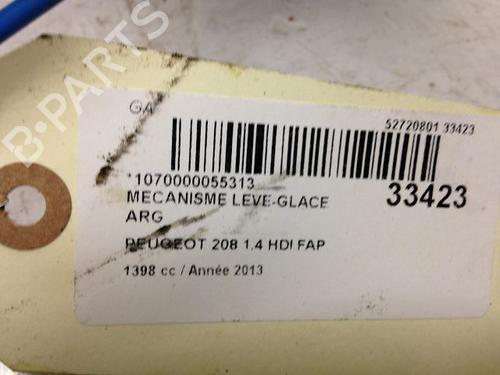 B-PARTS
GA
52720801 33423
*1070000055313
33423
MECANISME LEVE-GLACE
ARG
PEUGEOT 208 1,4 HDI FAP
1398 cc / Année 2013